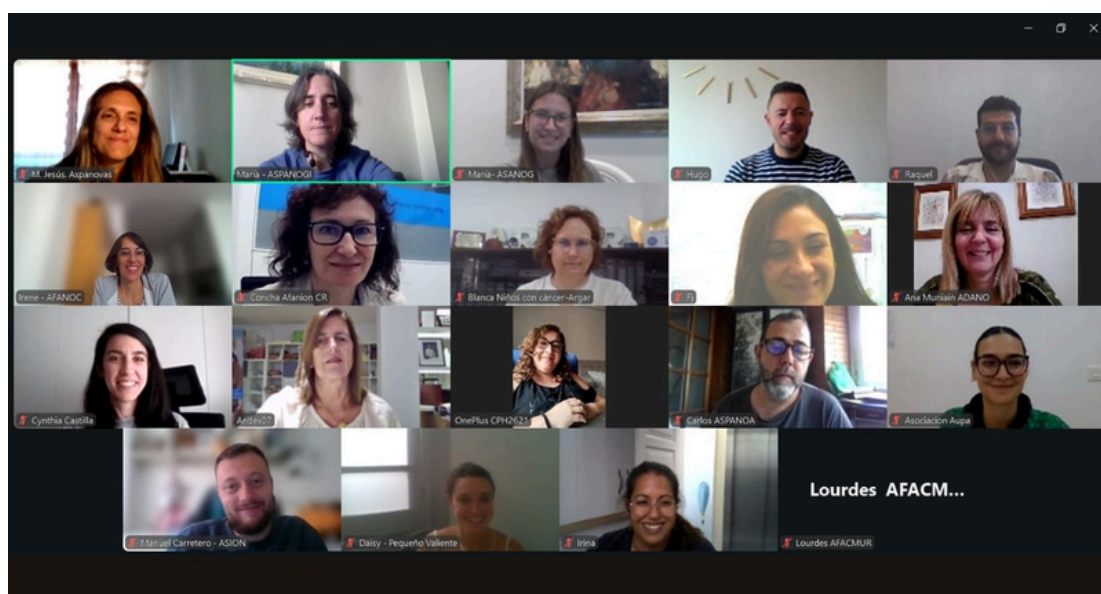 M. Jesús. Aspanovas
María - ASPANOGI
María- ASANOG
Hugo
Raquel
Irene - AFANOC
Concha Afanion CR
Blanca Niños con cáncer-Argar
Fj
Ana Muniain ADANO
Cynthia Castilla
Andex07
OnePlus CPH2621
Carlos ASPANOA
Asociacion Aupa
Manuel Carretero - ASION
Daisy - Pequeño Valiente
Irina
Lourdes AFACM...
Lourdes AFACMUR